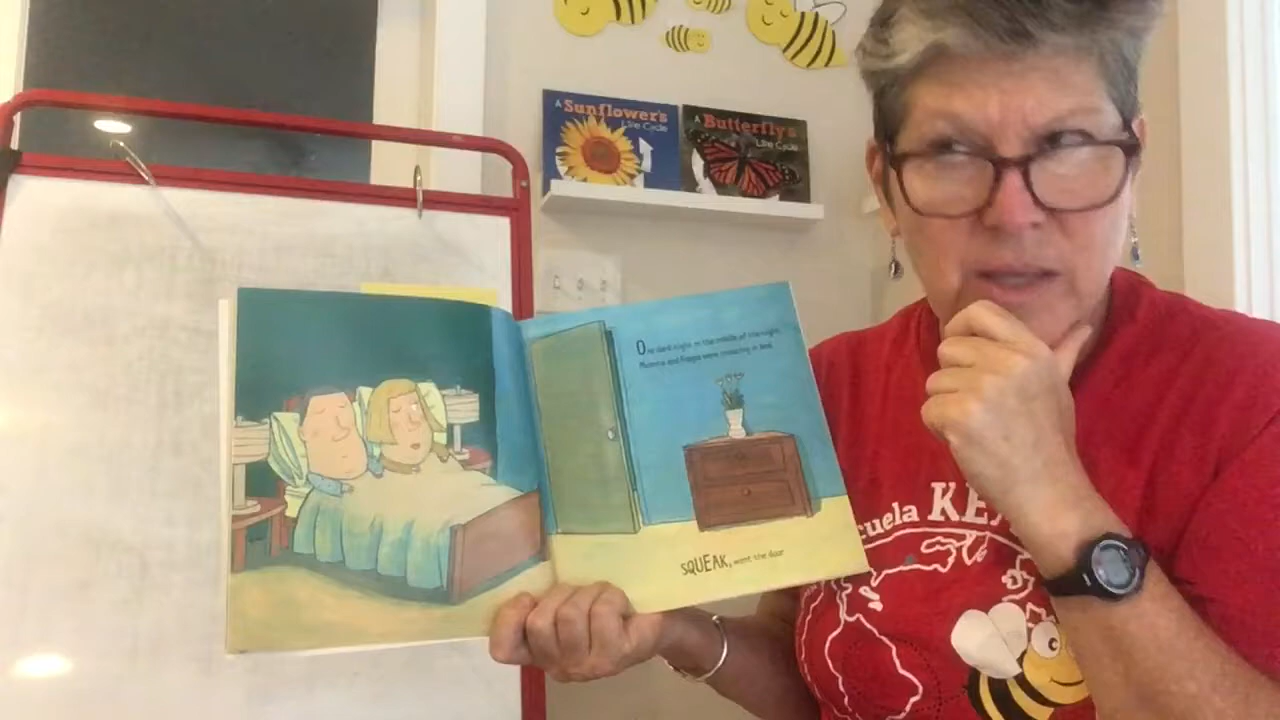 A Sunflower's
Life Cycle
A Butterfly's
Life Cycle
One dark night in the middle of the night,
Momma and Poppa were snoozing in bed.
SQUEAK, went the door
cuela KE